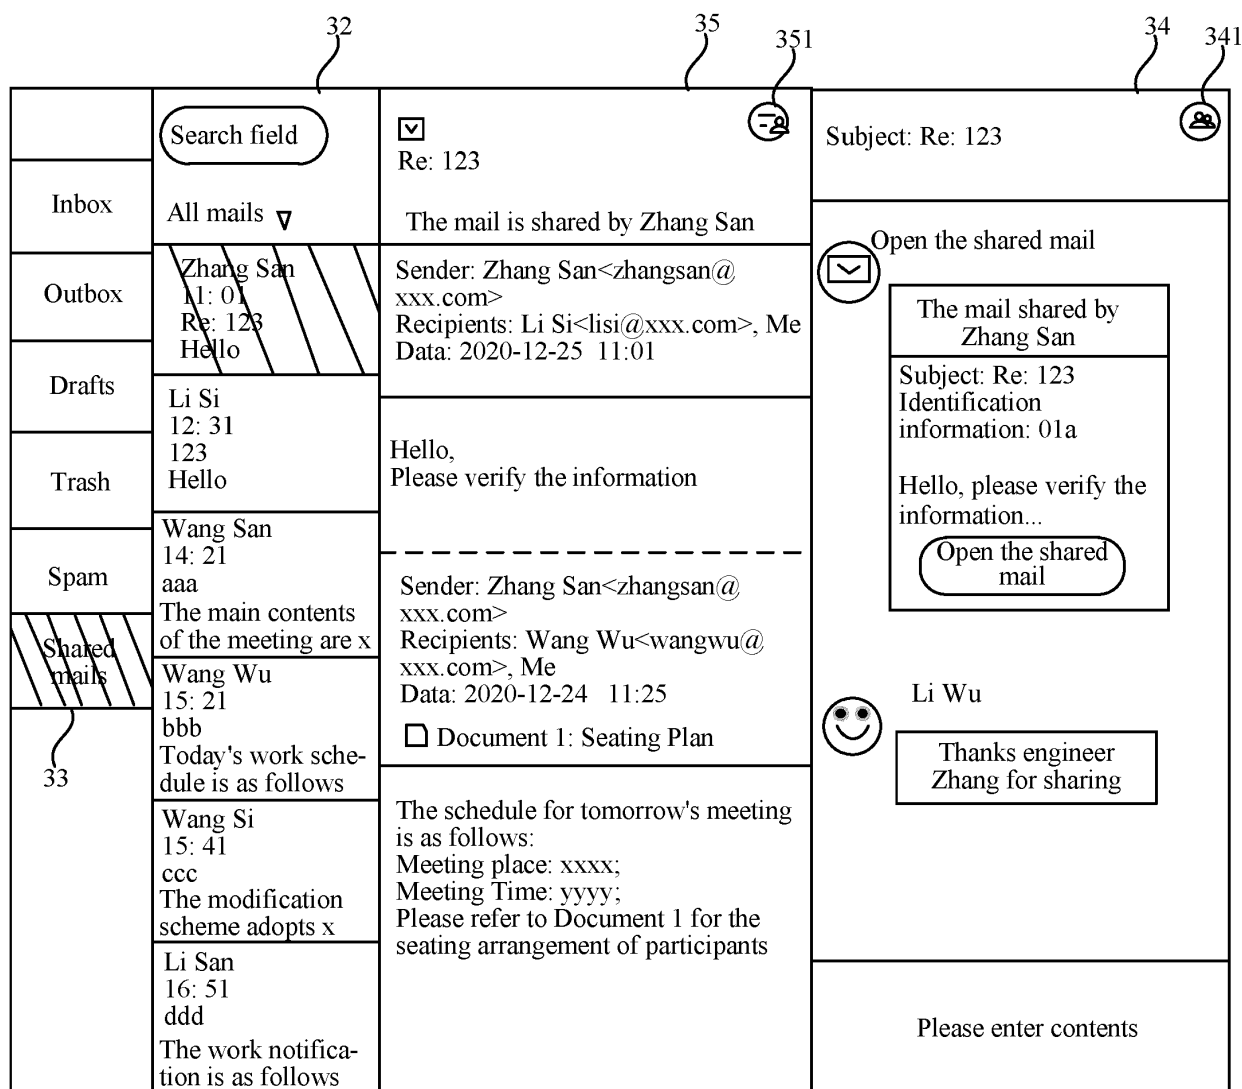 32
35
351
34
341
Inbox
Outbox
Drafts
Trash
Spam
Shared
mails
33
Search field
All mails
Zhang San
11: 01
Re: 123
Hello
Li Si
12: 31
123
Hello
Wang San
14: 21
aaa
The main contents
of the meeting are x
Wang Wu
15: 21
bbb
Today's work sche-
dule is as follows
Wang Si
15: 41
ccc
The modification
scheme adopts x
Li San
16: 51
ddd
The work notifica-
tion is as follows
Re: 123
The mail is shared by Zhang San
Sender: Zhang San<zhangsan@
xxx.com>
Recipients: Li Si<lisi@xxx.com>, Me
Data: 2020-12-25 11:01
Hello,
Please verify the information
Sender: Zhang San<zhangsan@
xxx.com>
Recipients: Wang Wu<wangwu@
xxx.com>, Me
Data: 2020-12-24 11:25
Document 1: Seating Plan
The schedule for tomorrow's meeting
is as follows:
Meeting place: xxxx;
Meeting Time: yyyy;
Please refer to Document 1 for the
seating arrangement of participants
Subject: Re: 123
Open the shared mail
The mail shared by
Zhang San
Subject: Re: 123
Identification
information: 01a
Hello, please verify the
information...
Open the shared
mail
Li Wu
Thanks engineer
Zhang for sharing
Please enter contents